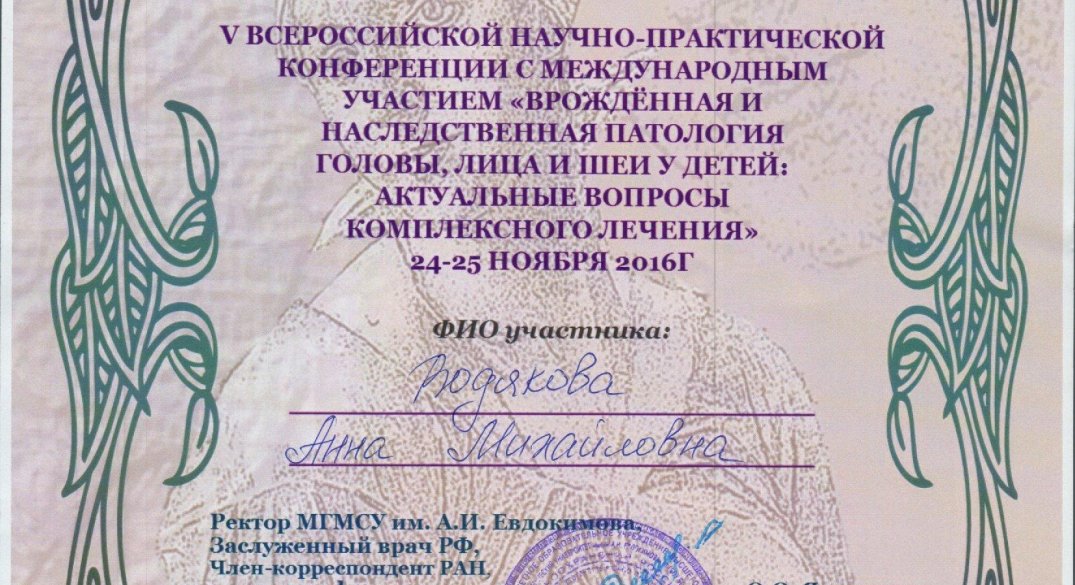 V ВСЕРОССИЙСКОЙ НАУЧНО-ПРАКТИЧЕСКОЙ
КОНФЕРЕНЦИИ С МЕЖДУНАРОДНЫМ
УЧАСТИЕМ «ВРОЖДЁННАЯ И
НАСЛЕДСТВЕННАЯ ПАТОЛОГИЯ
ГОЛОВЫ, ЛИЦА И ШЕИ У ДЕТЕЙ:
АКТУАЛЬНЫЕ ВОПРОСЫ
КОМПЛЕКСНОГО ЛЕЧЕНИЯ»
24-25 НОЯБРЯ 2016Г
ФИО участника:
Водякова
Анна Михайловна
Ректор МГМСУ им. А.И. Евдокимова,
Заслуженный врач РФ,
Член-корреспондент РАН,